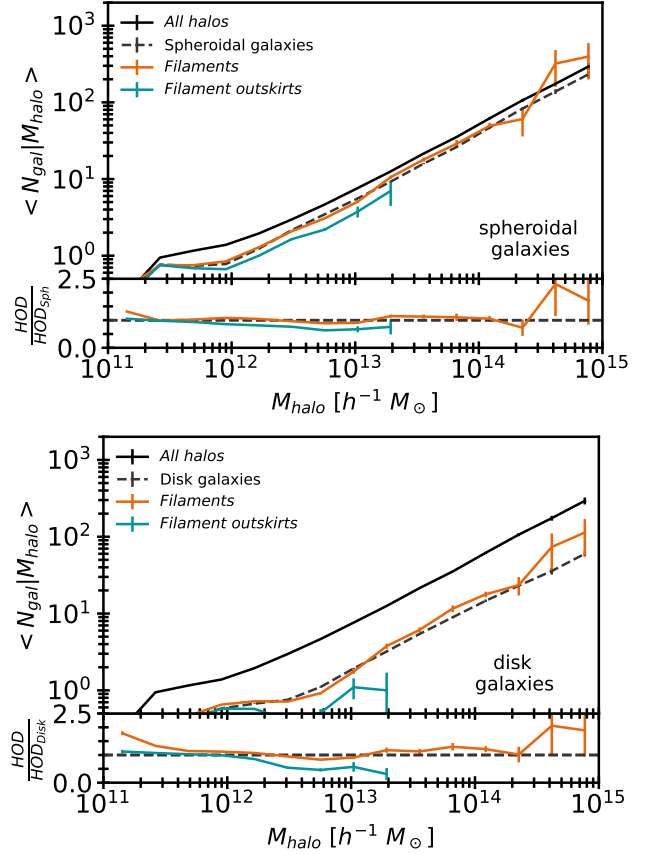 All halos
Spheroidal galaxies
Filaments
Filament outskirts
10³
10²
10¹
10⁰
< N_gal|M_halo >
spheroidal
galaxies
2.5
0.0
HOD
HOD_Sph
10¹¹ 10¹² 10¹³ 10¹⁴ 10¹⁵
M_halo [h⁻¹ M_⊙]
All halos
Disk galaxies
Filaments
Filament outskirts
10³
10²
10¹
10⁰
< N_gal|M_halo >
disk
galaxies
2.5
0.0
HOD
HOD_Disk
10¹¹ 10¹² 10¹³ 10¹⁴ 10¹⁵
M_halo [h⁻¹ M_⊙]